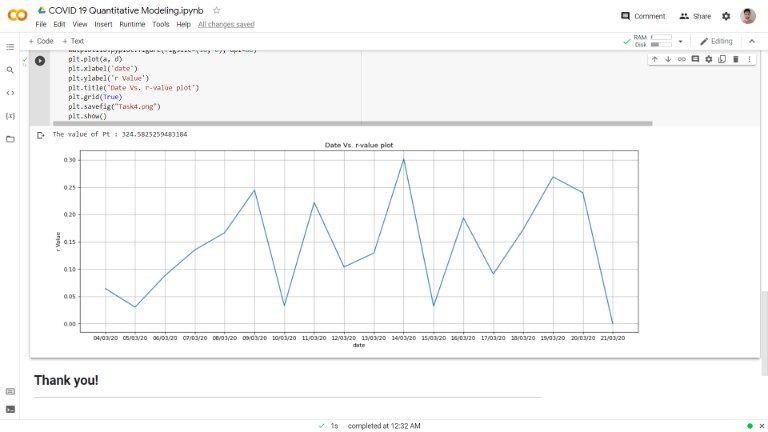 COVID 19 Quantitative Modeling.ipynb
File Edit View Insert Runtime Tools Help All changes saved
Comment Share
+ Code + Text
RAM
Disk
Editing
plt.plot(a, d)
plt.xlabel('date')
plt.ylabel('r Value')
plt.title('Date Vs. r-value plot')
plt.grid(True)
plt.savefig("Task4.png")
plt.show()
The value of Pt : 324.5825259483184
Date Vs. r-value plot
0.30
0.25
0.20
0.15
0.10
0.05
0.00
r Value
04/03/20 05/03/20 06/03/20 07/03/20 08/03/20 09/03/20 10/03/20 11/03/20 12/03/20 13/03/20 14/03/20 15/03/20 16/03/20 17/03/20 18/03/20 19/03/20 20/03/20 21/03/20
date
Thank you!
1s completed at 12:32 AM